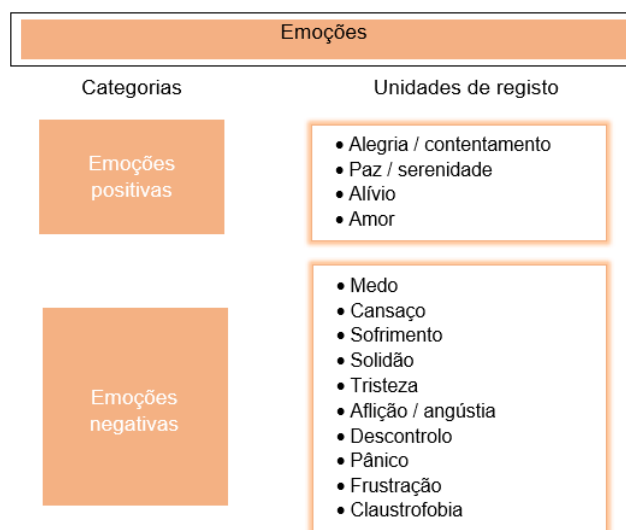 Emoções
Categorias
Unidades de registo
Emoções
positivas
• Alegria / contentamento
• Paz / serenidade
• Alívio
• Amor
Emoções
negativas
• Medo
• Cansaço
• Sofrimento
• Solidão
• Tristeza
• Aflição / angústia
• Descontrolo
• Pânico
• Frustração
• Claustrofobia